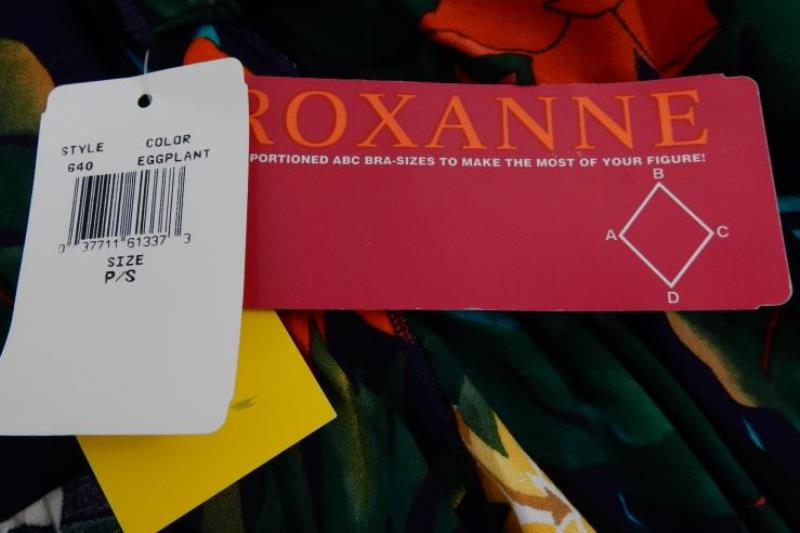 STYLE COLOR
640 EGGPLANT
0 37711 61337 3
SIZE
P/S
ROXANNE
PORTIONED ABC BRA-SIZES TO MAKE THE MOST OF YOUR FIGURE!
B
A C
D